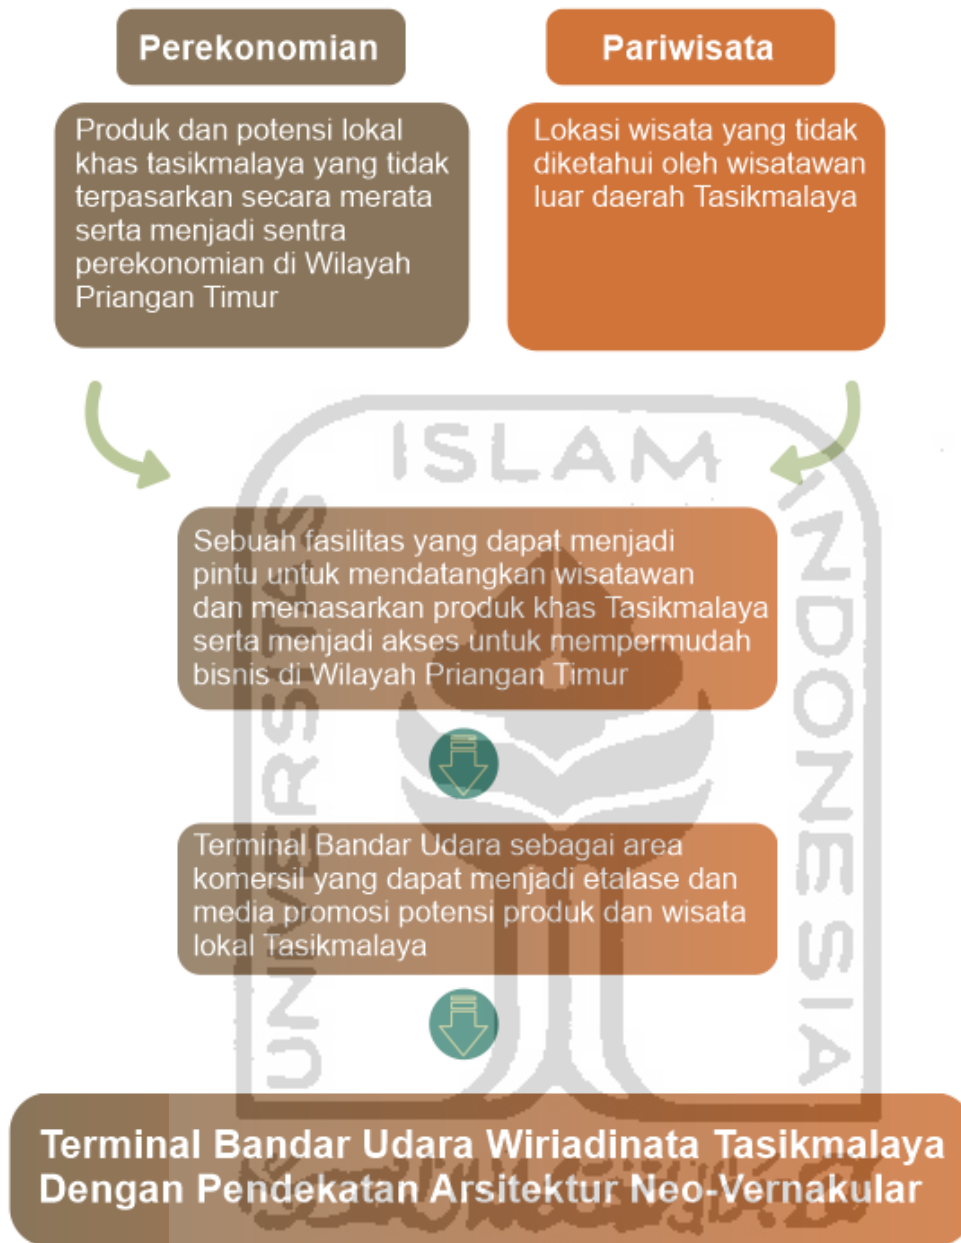 Perekonomian
Pariwisata
Produk dan potensi lokal
khas tasikmalaya yang tidak
terpasarkan secara merata
serta menjadi sentra
perekonomian di Wilayah
Priangan Timur
Lokasi wisata yang tidak
diketahui oleh wisatawan
luar daerah Tasikmalaya
UNIVERSITAS
ISLAM
INDONESIA
Sebuah fasilitas yang dapat menjadi
pintu untuk mendatangkan wisatawan
dan memasarkan produk khas Tasikmalaya
serta menjadi akses untuk mempermudah
bisnis di Wilayah Priangan Timur
Terminal Bandar Udara sebagai area
komersil yang dapat menjadi etalase dan
media promosi potensi produk dan wisata
lokal Tasikmalaya
Terminal Bandar Udara Wiriadinata Tasikmalaya
Dengan Pendekatan Arsitektur Neo-Vernakular